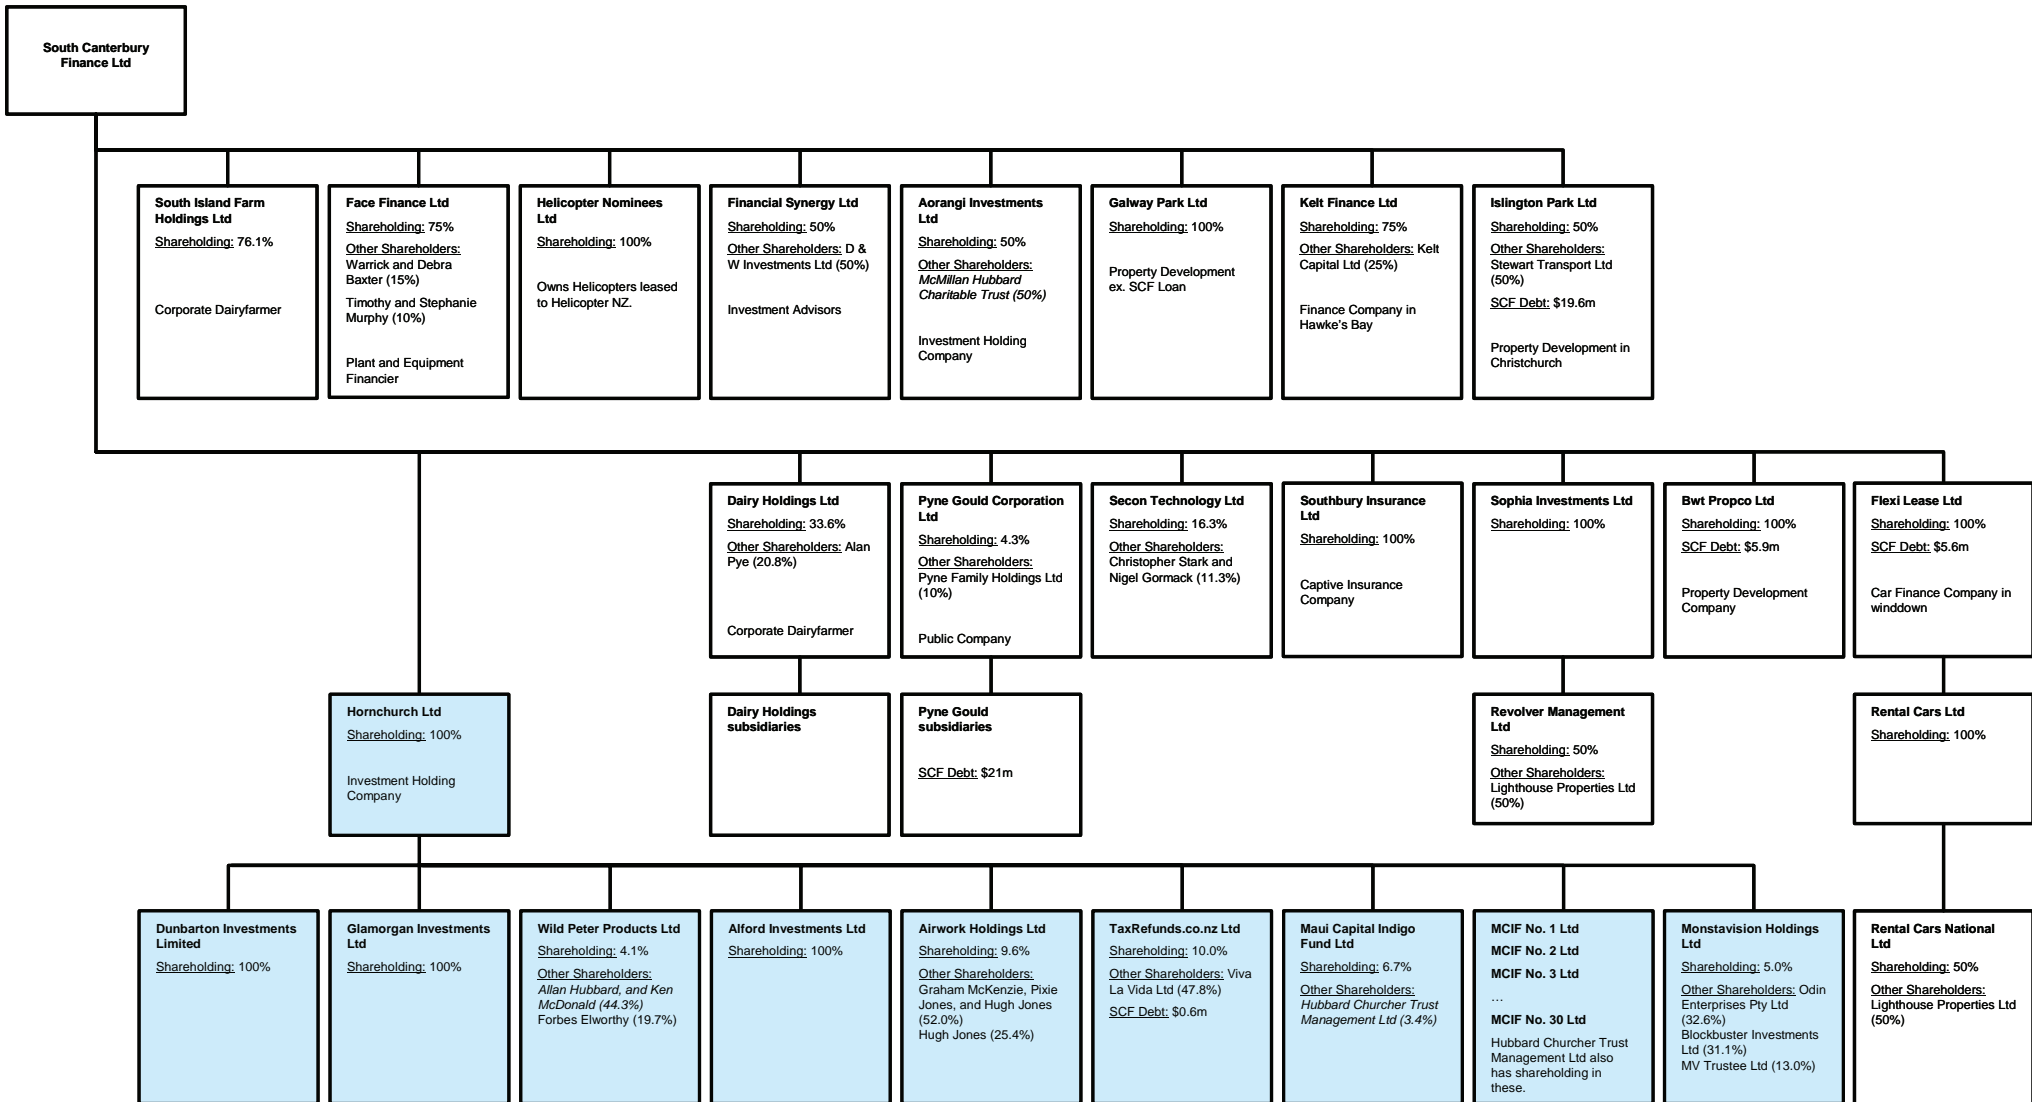 South Canterbury
Finance Ltd
South Island Farm
Holdings Ltd
Shareholding: 76.1%
Corporate Dairyfarmer
Face Finance Ltd
Shareholding: 75%
Other Shareholders:
Warrick and Debra
Baxter (15%)
Timothy and Stephanie
Murphy (10%)
Plant and Equipment
Financier
Helicopter Nominees
Ltd
Shareholding: 100%
Owns Helicopters leased
to Helicopter NZ.
Financial Synergy Ltd
Shareholding: 50%
Other Shareholders: D &
W Investments Ltd (50%)
Investment Advisors
Aorangi Investments
Ltd
Shareholding: 50%
Other Shareholders:
McMillan Hubbard
Charitable Trust (50%)
Investment Holding
Company
Galway Park Ltd
Shareholding: 100%
Property Development
ex. SCF Loan
Kelt Finance Ltd
Shareholding: 75%
Other Shareholders: Kelt
Capital Ltd (25%)
Finance Company in
Hawke's Bay
Islington Park Ltd
Shareholding: 50%
Other Shareholders:
Stewart Transport Ltd
(50%)
SCF Debt: $19.6m
Property Development in
Christchurch
Dairy Holdings Ltd
Shareholding: 33.6%
Other Shareholders: Alan
Pye (20.8%)
Corporate Dairyfarmer
Pyne Gould Corporation
Ltd
Shareholding: 4.3%
Other Shareholders:
Pyne Family Holdings Ltd
(10%)
Public Company
Secon Technology Ltd
Shareholding: 16.3%
Other Shareholders:
Christopher Stark and
Nigel Gormack (11.3%)
Southbury Insurance
Ltd
Shareholding: 100%
Captive Insurance
Company
Sophia Investments Ltd
Shareholding: 100%
Bwt Propco Ltd
Shareholding: 100%
SCF Debt: $5.9m
Property Development
Company
Flexi Lease Ltd
Shareholding: 100%
SCF Debt: $5.6m
Car Finance Company in
winddown
Hornchurch Ltd
Shareholding: 100%
Investment Holding
Company
Dairy Holdings
subsidiaries
Pyne Gould
subsidiaries
SCF Debt: $21m
Revolver Management
Ltd
Shareholding: 50%
Other Shareholders:
Lighthouse Properties Ltd
(50%)
Rental Cars Ltd
Shareholding: 100%
Dunbarton Investments
Limited
Shareholding: 100%
Glamorgan Investments
Ltd
Shareholding: 100%
Wild Peter Products Ltd
Shareholding: 4.1%
Other Shareholders:
Allan Hubbard, and Ken
McDonald (44.3%)
Forbes Elworthy (19.7%)
Alford Investments Ltd
Shareholding: 100%
Airwork Holdings Ltd
Shareholding: 9.6%
Other Shareholders:
Graham McKenzie, Pixie
Jones, and Hugh Jones
(52.0%)
Hugh Jones (25.4%)
TaxRefunds.co.nz Ltd
Shareholding: 10.0%
Other Shareholders: Viva
La Vida Ltd (47.8%)
SCF Debt: $0.6m
Maui Capital Indigo
Fund Ltd
Shareholding: 6.7%
Other Shareholders:
Hubbard Churcher Trust
Management Ltd (3.4%)
MCIF No. 1 Ltd
MCIF No. 2 Ltd
MCIF No. 3 Ltd
…
MCIF No. 30 Ltd
Hubbard Churcher Trust
Management Ltd also
has shareholding in
these.
Monstavision Holdings
Ltd
Shareholding: 5.0%
Other Shareholders: Odin
Enterprises Pty Ltd
(32.6%)
Blockbuster Investments
Ltd (31.1%)
MV Trustee Ltd (13.0%)
Rental Cars National
Ltd
Shareholding: 50%
Other Shareholders:
Lighthouse Properties Ltd
(50%)